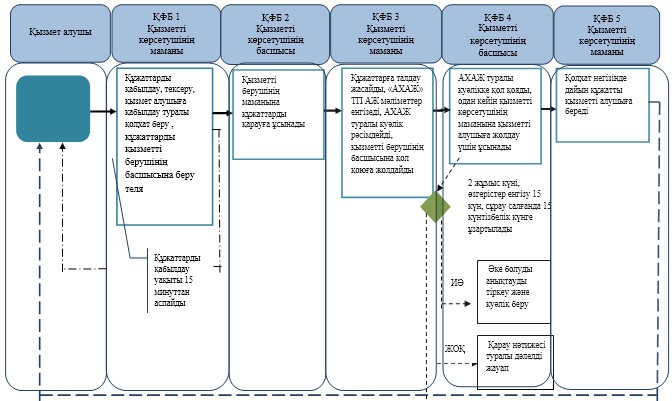 Қызмет алушы
ҚФБ 1
Қызметті
көрсетушінің
маманы
ҚФБ 2
Қызметті
көрсетушінің
басшысы
ҚФБ 3
Қызметті
көрсетушінің
маманы
ҚФБ 4
Қызметті
көрсетушінің
басшысы
ҚФБ 5
Қызметті
көрсетушінің
маманы
Құжаттарды
қабылдау, тексеру,
қызмет алушыға
қабылдау туралы
қолхат беру ,
құжаттарды
қызметті
берушінің
басшысына беру
теля
Қызметті
берушінің
маманына
құжаттарды
қарауға ұсынады
Құжаттарға талдау
жасайды, «АХАЖ»
ТП АЖ мәліметтер
енгізеді, АХАЖ
туралы куәлік
рәсімдейді,
қызметті берушінің
басшысына қол
қоюға жолдайды
АХАЖ туралы
куәлікке қол қояды,
одан кейін қызметті
көрсетушінің
маманына қызметті
алушыға жолдау
үшін ұсынады
Қолхат негізінде
дайын құжатты
қызметті алушыға
береді
2 жұмыс күні,
өзгерістер енгізу 15
күн, сұрау салғанда 15
күнтізбелік күнге
ұзартылады
Құжаттарды
қабылдау
уақыты 15
минуттан
аспайды
ИӘ
Әке болуды
анықтауды
тіркеу және
куәлік беру
ЖОҚ
Қарау нәтижесі
туралы дәлелді
жауап